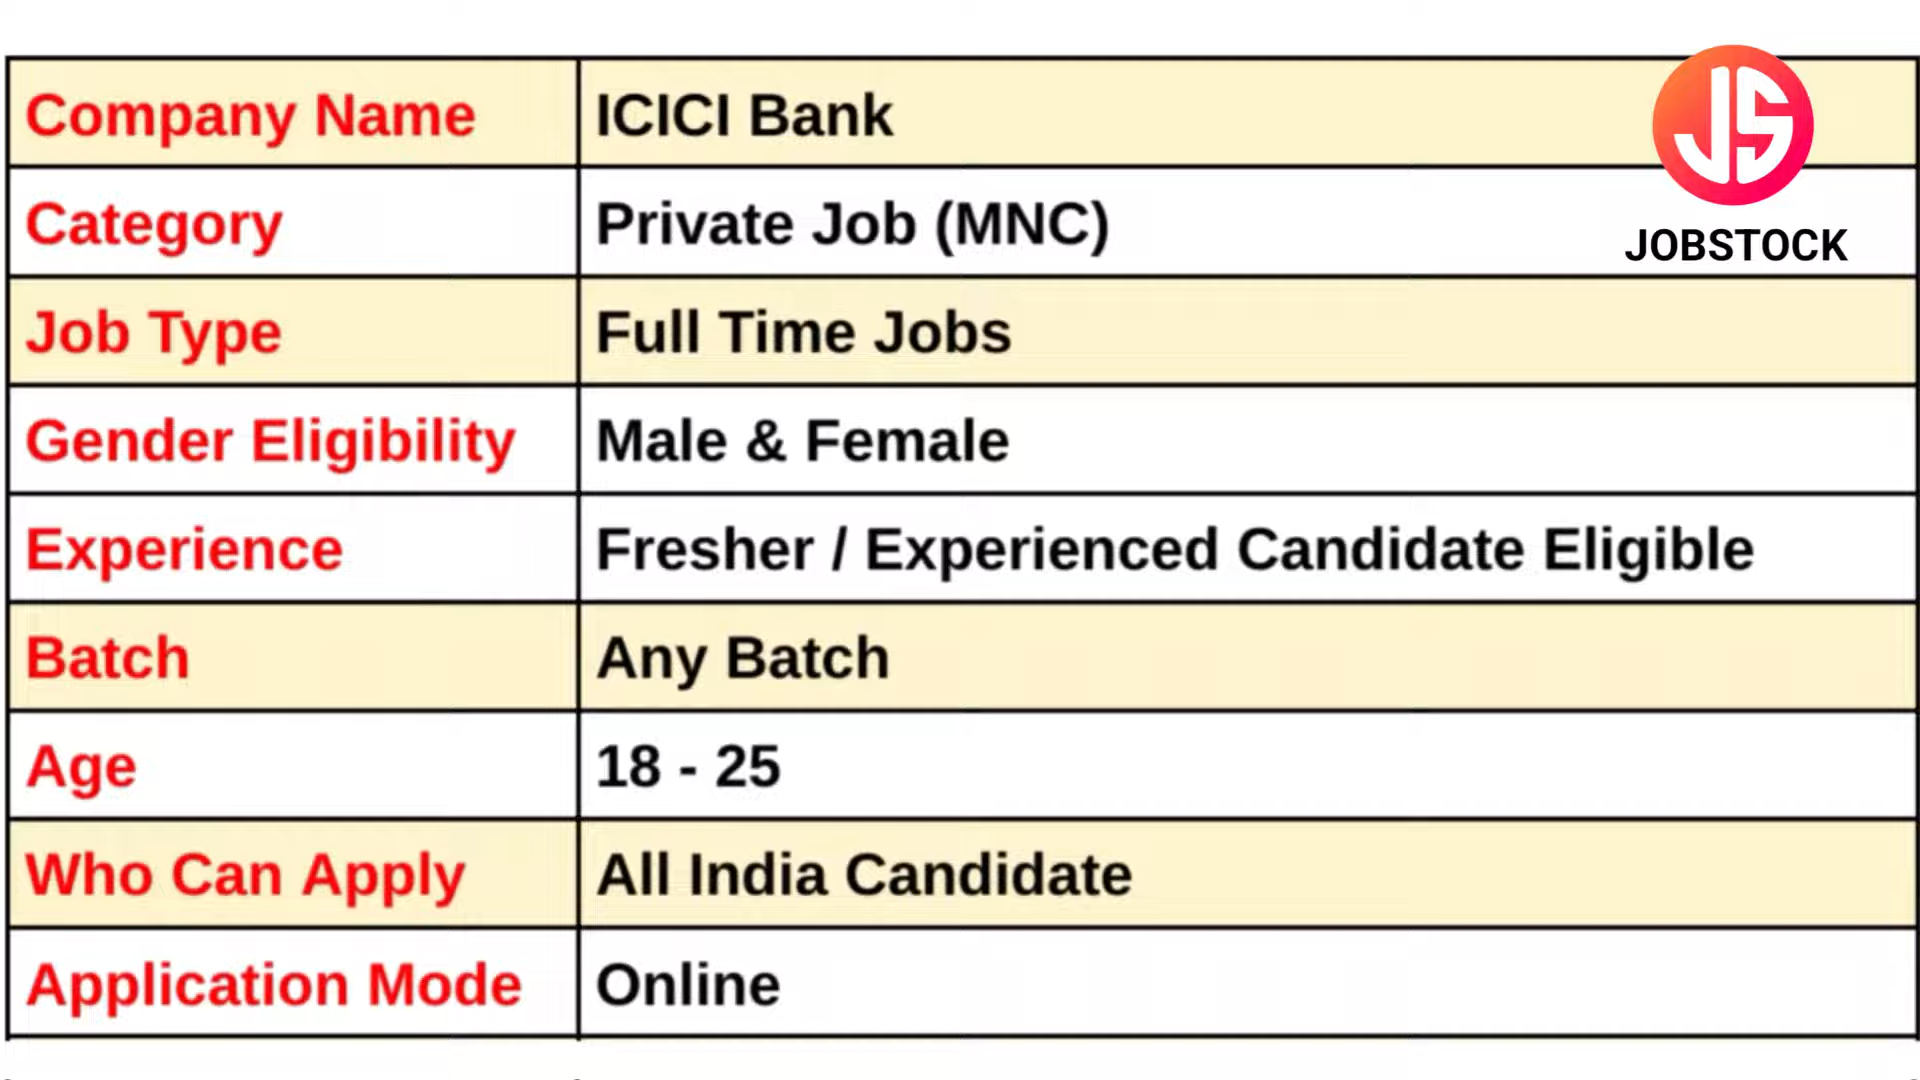 Company Name ICICI Bank
JS
Category Private Job (MNC)
JOBSTOCK
Job Type Full Time Jobs
Gender Eligibility Male & Female
Experience Fresher / Experienced Candidate Eligible
Batch Any Batch
Age 18 - 25
Who Can Apply All India Candidate
Application Mode Online